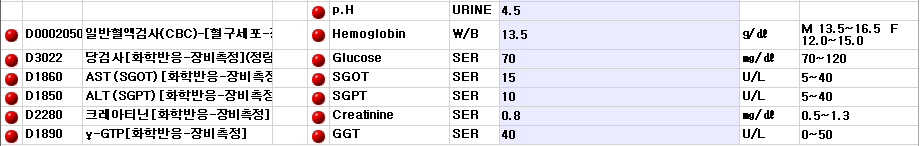 p.H URINE 4.5
D0002050 일반혈액검사(CBC)-[혈구세포- Hemoglobin W/B 13.5 g/㎗ M 13.5~16.5 F 12.0~15.0
D3022 당검사[화학반응-장비측정](정량 Glucose SER 70 ㎎/㎗ 70~120
D1860 AST(SGOT)[화학반응-장비측정 SGOT SER 15 U/L 5~40
D1850 ALT(SGPT)[화학반응-장비측정 SGPT SER 10 U/L 5~40
D2280 크레아티닌[화학반응-장비측정] Creatinine SER 0.8 ㎎/㎗ 0.5~1.3
D1890 ɣ-GTP[화학반응-장비측정] GGT SER 40 U/L 0~50